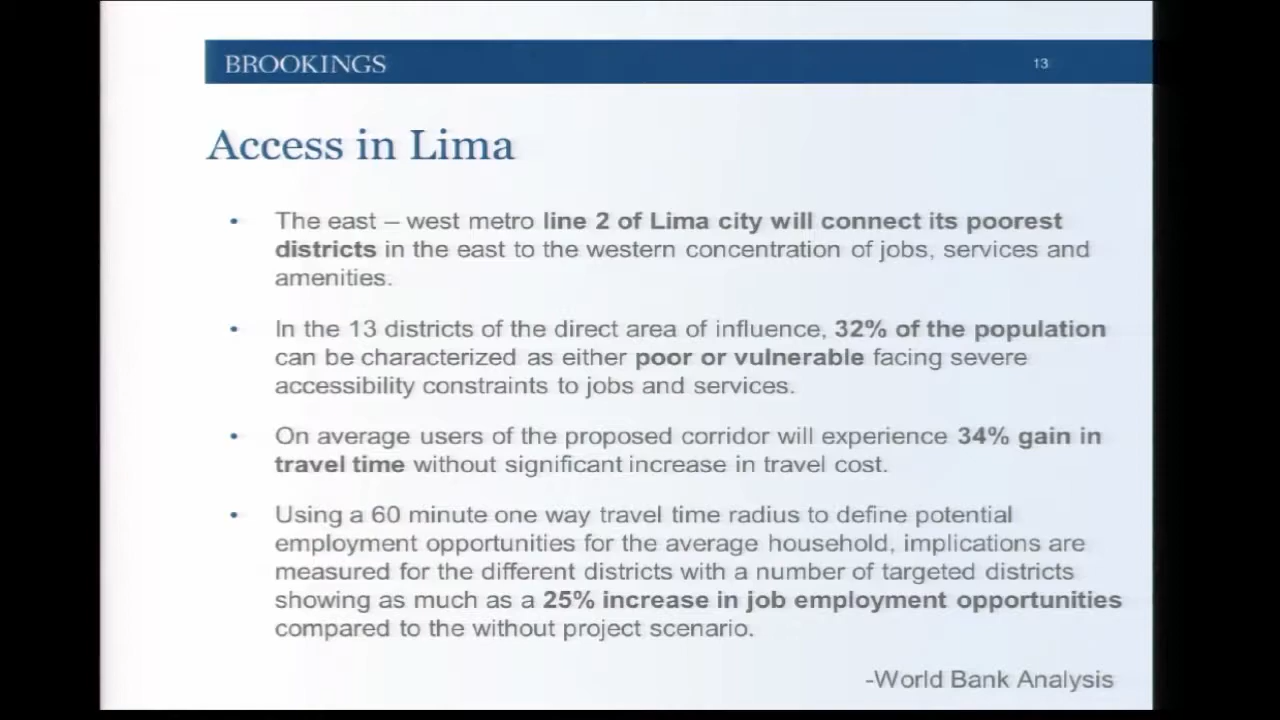 BROOKINGS 13
Access in Lima
• The east – west metro line 2 of Lima city will connect its poorest
districts in the east to the western concentration of jobs, services and
amenities.
• In the 13 districts of the direct area of influence, 32% of the population
can be characterized as either poor or vulnerable facing severe
accessibility constraints to jobs and services.
• On average users of the proposed corridor will experience 34% gain in
travel time without significant increase in travel cost.
• Using a 60 minute one way travel time radius to define potential
employment opportunities for the average household, implications are
measured for the different districts with a number of targeted districts
showing as much as a 25% increase in job employment opportunities
compared to the without project scenario.
-World Bank Analysis